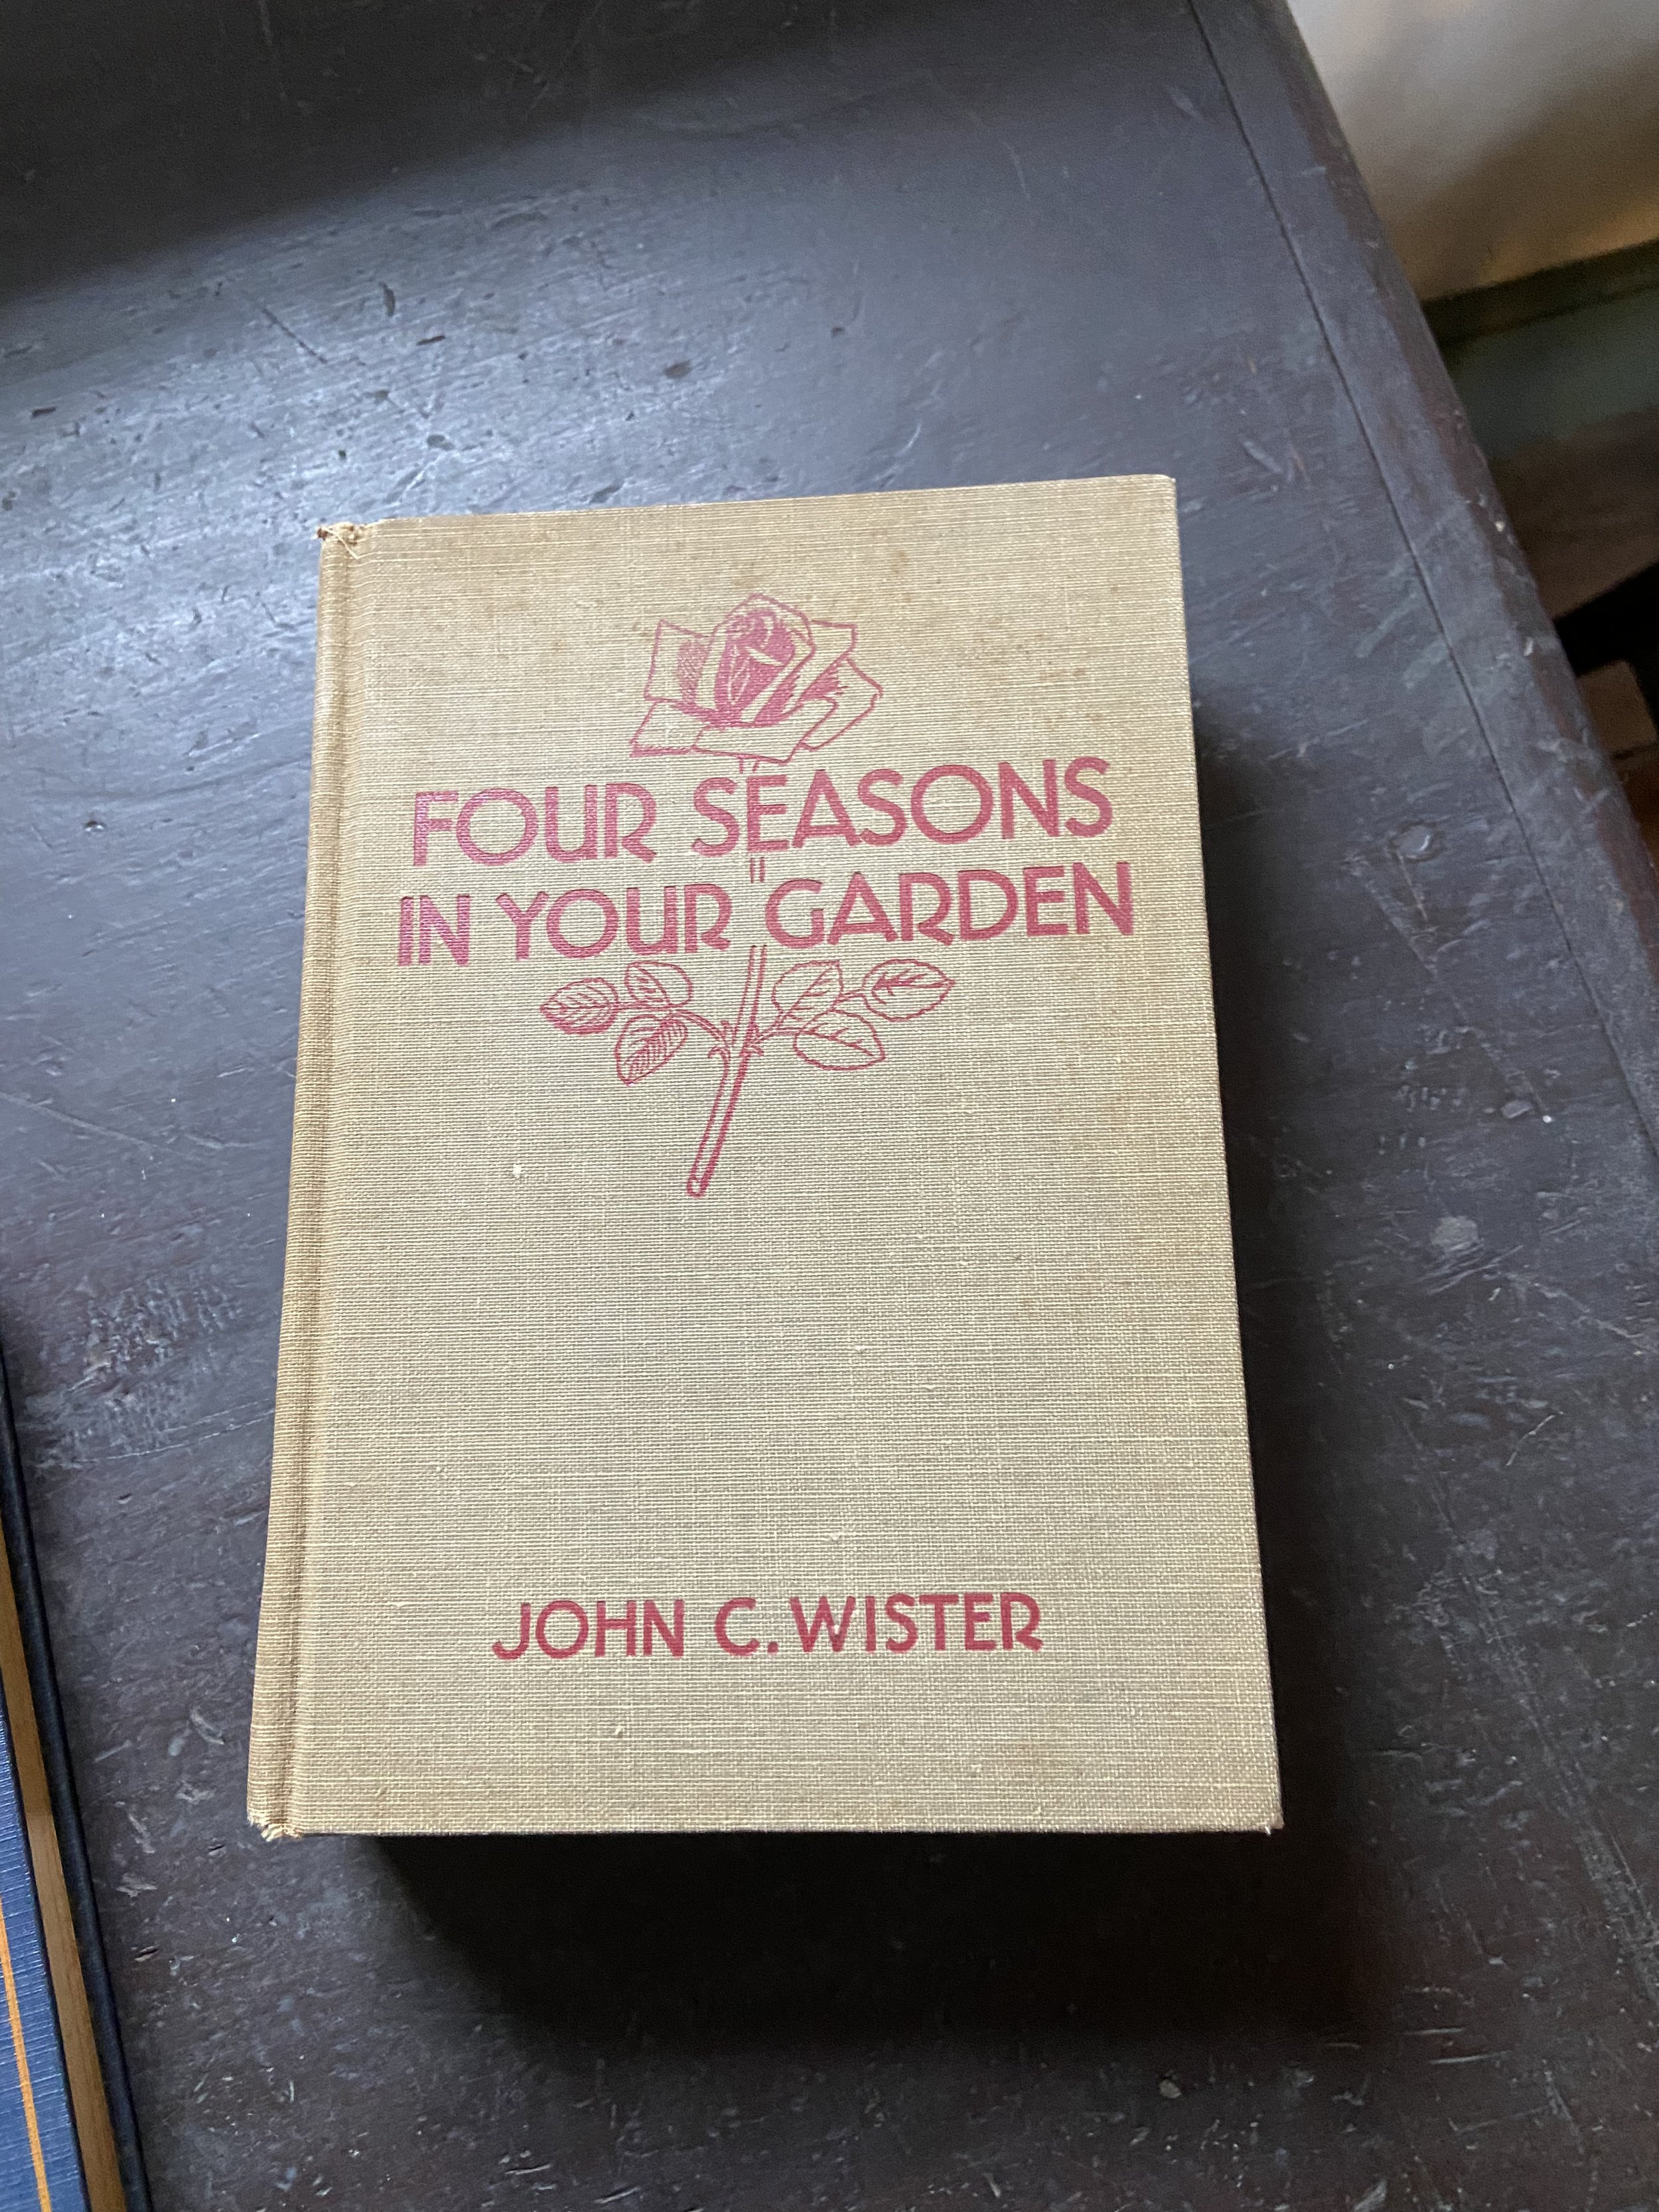 FOUR SEASONS
IN YOUR GARDEN
JOHN C. WISTER